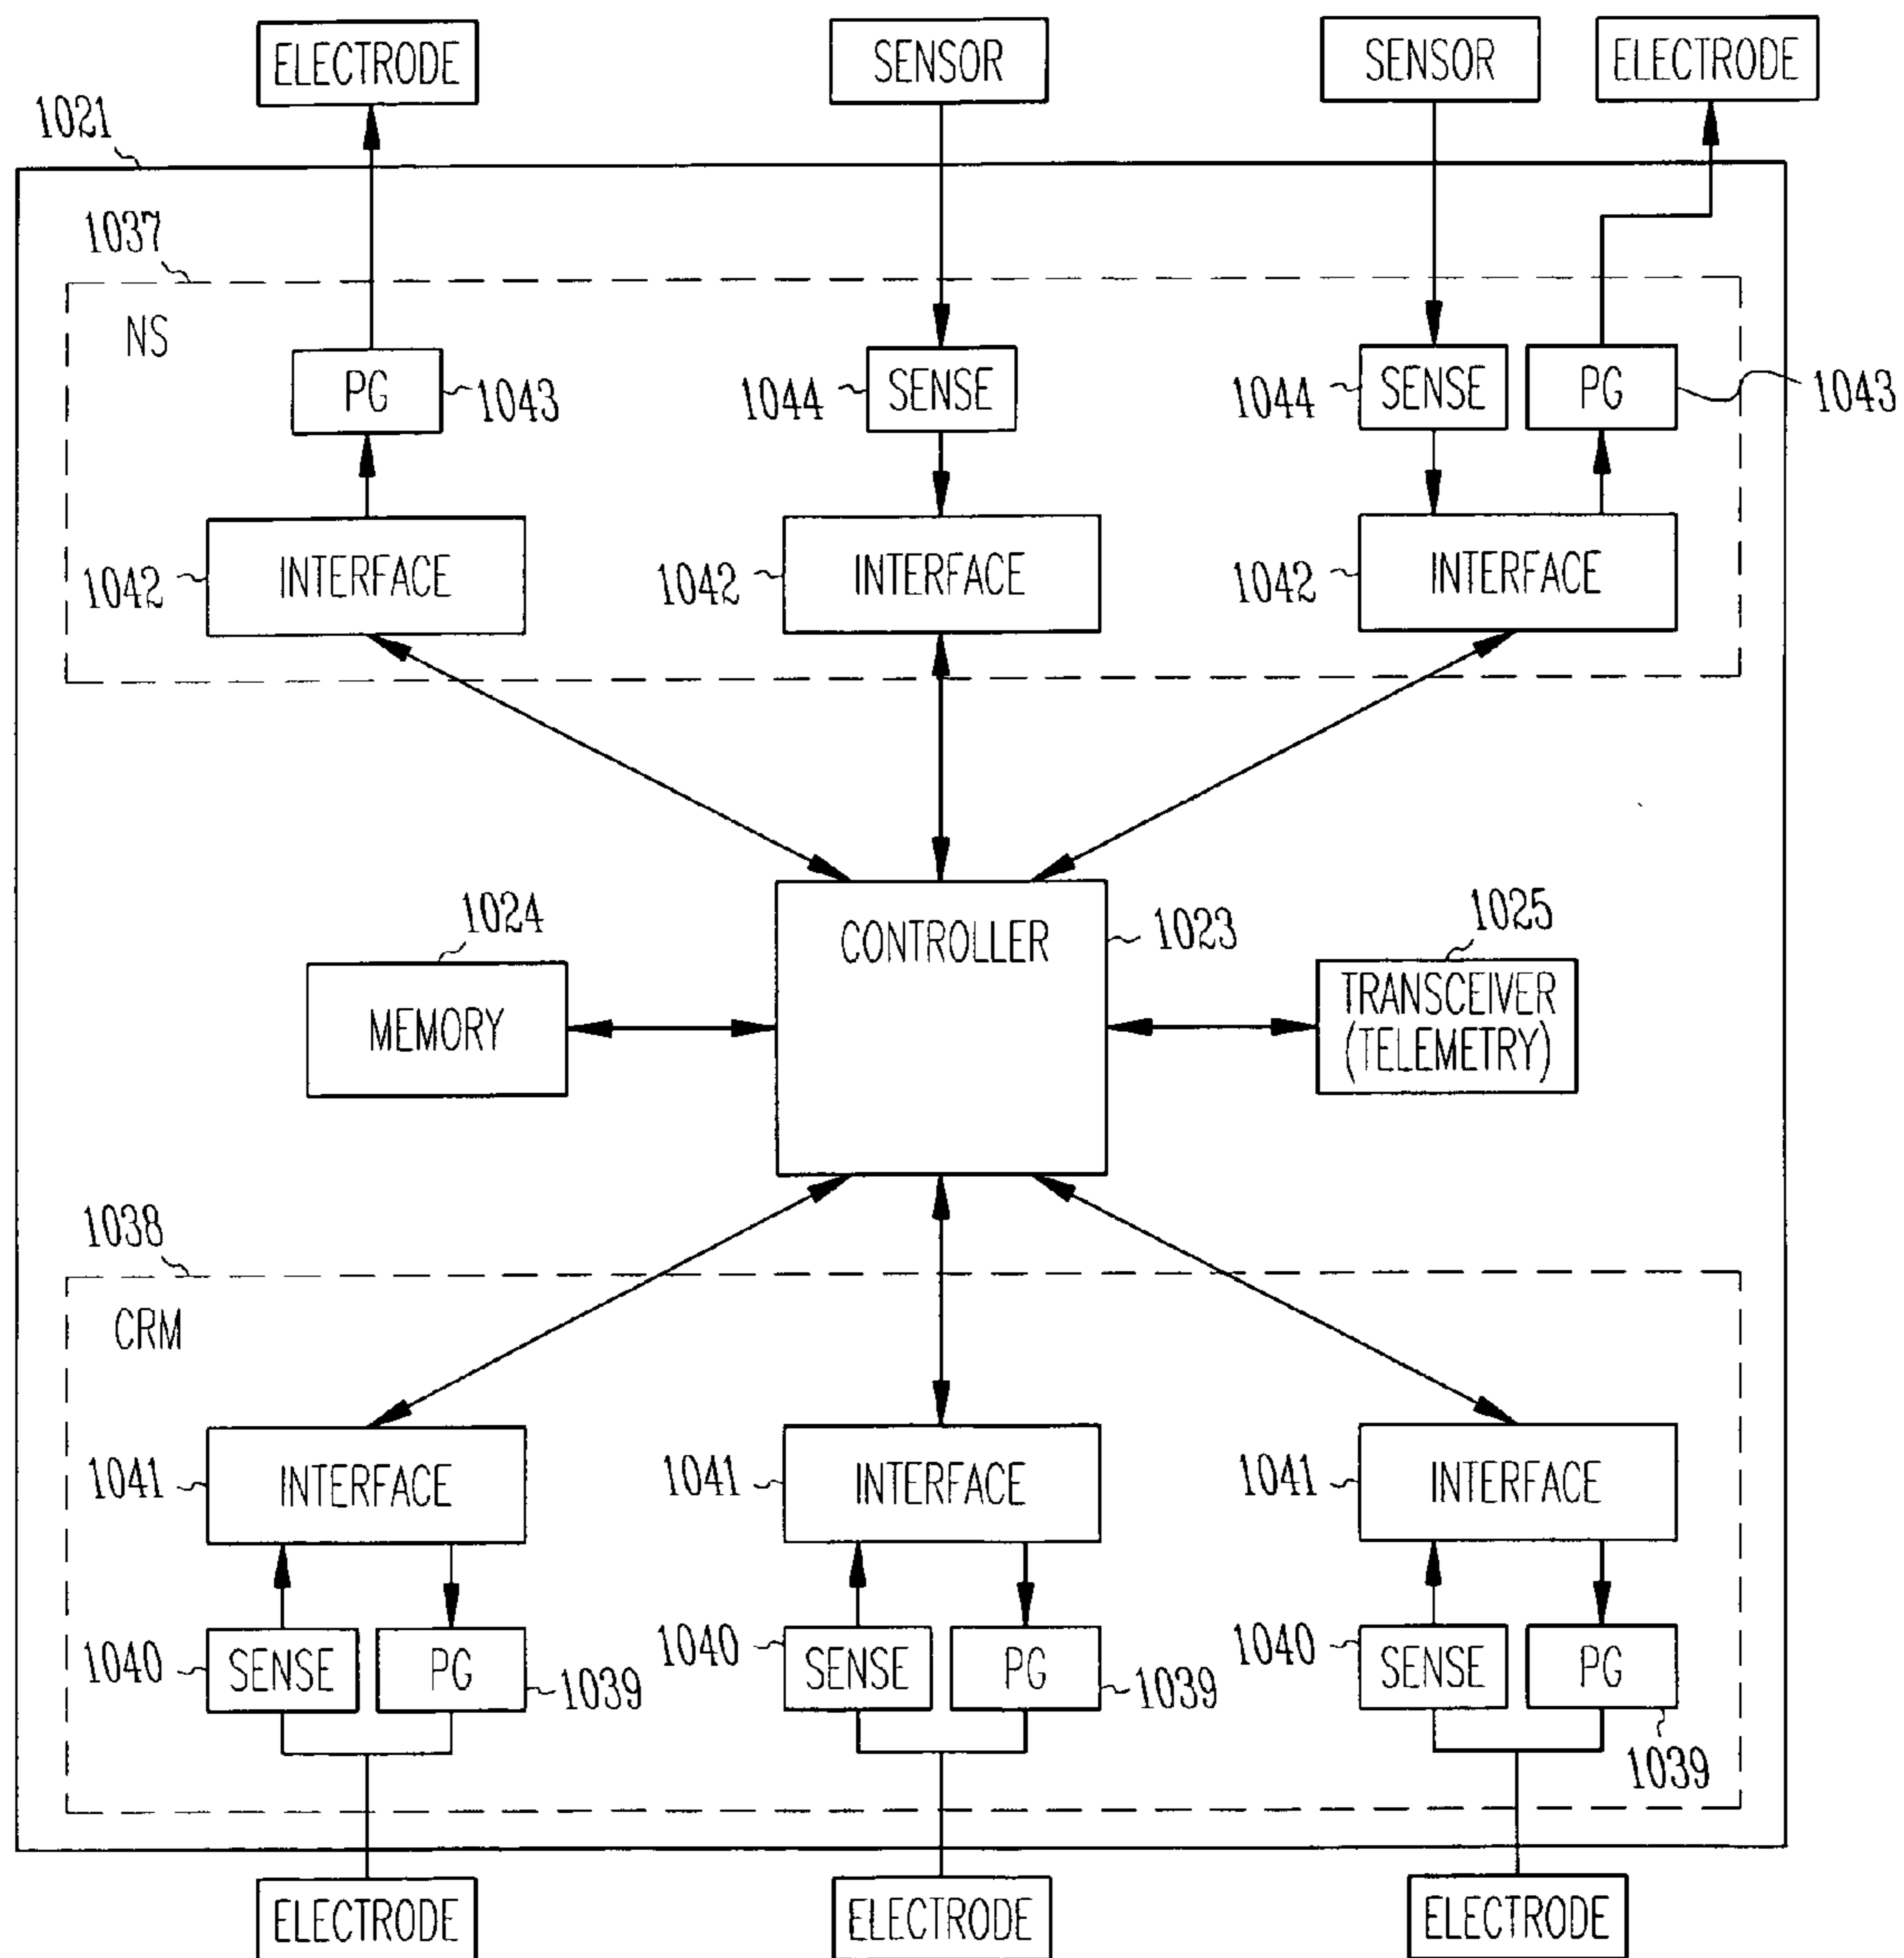 ELECTRODE
SENSOR
SENSOR
ELECTRODE
1021
1037
NS
PG
1043
1044
SENSE
1044
SENSE
PG
1043
1042
INTERFACE
1042
INTERFACE
1042
INTERFACE
1024
MEMORY
CONTROLLER
1023
1025
TRANSCEIVER
(TELEMETRY)
1038
CRM
1041
INTERFACE
1041
INTERFACE
1041
INTERFACE
1040
SENSE
PG
1039
1040
SENSE
PG
1039
1040
SENSE
PG
1039
ELECTRODE
ELECTRODE
ELECTRODE